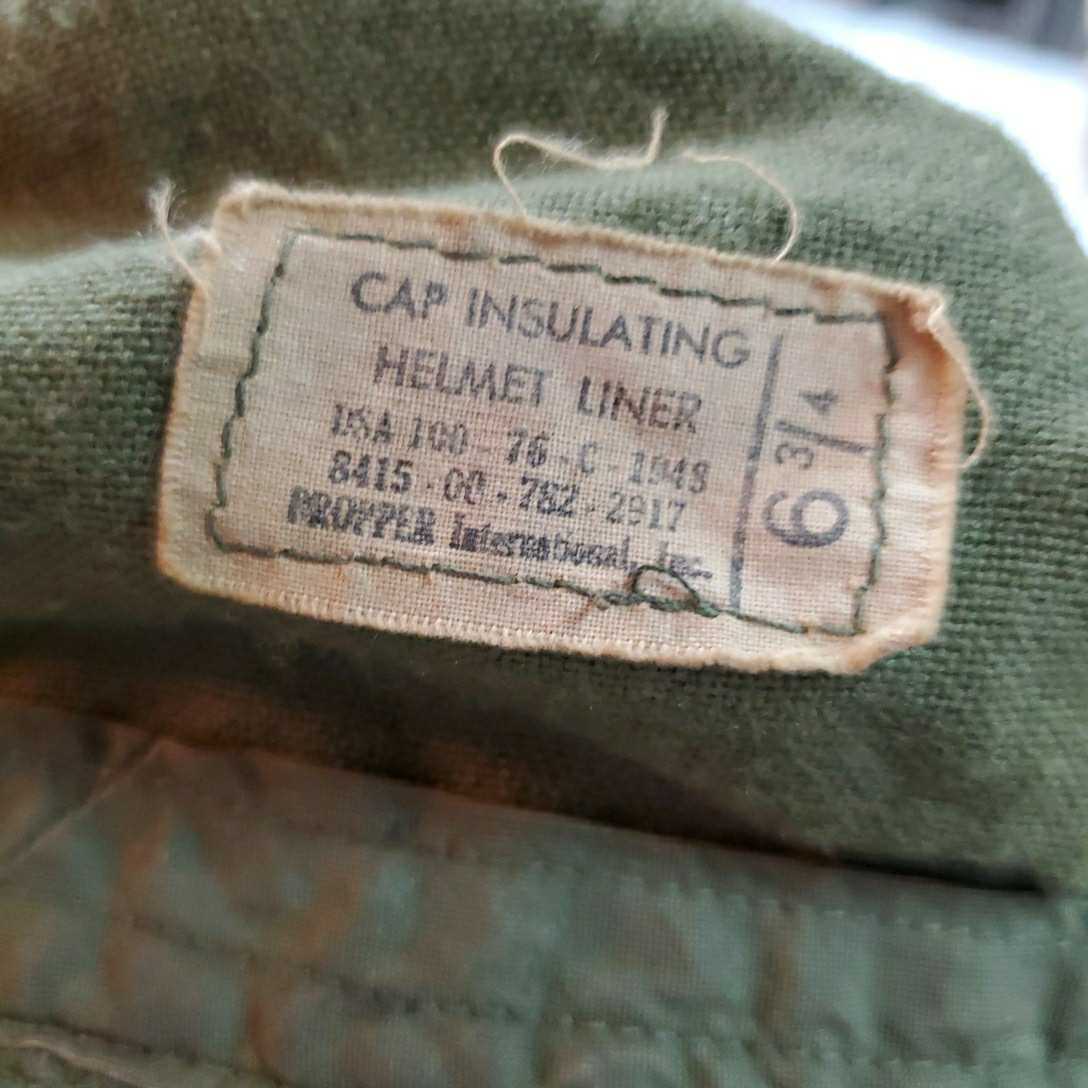 CAP INSULATING
HELMET LINER
DSA 100-76-C-1948
8415-00-782-2917
PROPPER International, Inc.
6 3/4